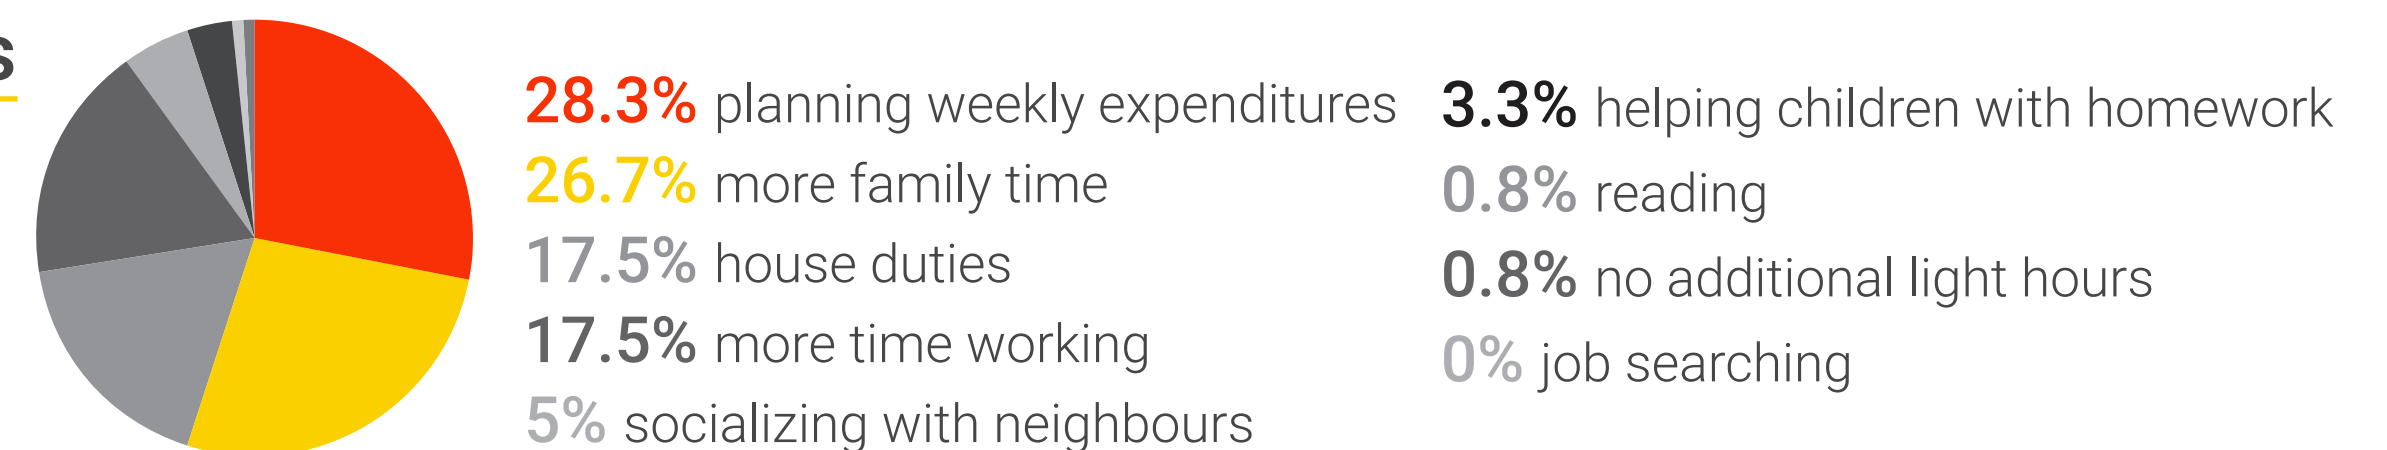 s
28.3% planning weekly expenditures
26.7% more family time
17.5% house duties
17.5% more time working
5% socializing with neighbours
3.3% helping children with homework
0.8% reading
0.8% no additional light hours
0% job searching